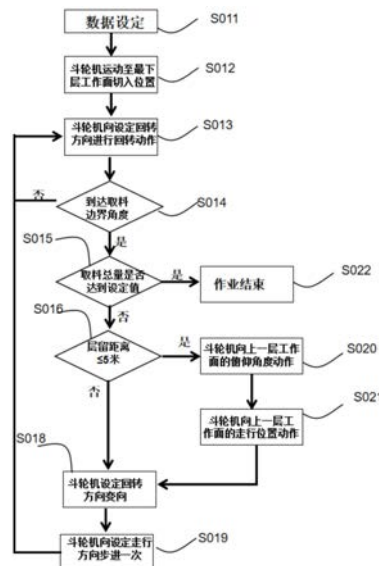 数据设定
S011
斗轮机运动至最下
层工作面切入位置
S012
斗轮机向设定回转
方向进行回转动作
S013
否
到达取料
边界角度
S014
是
S015
取料总量是否
达到设定值
是
作业结束
S022
否
S016
层留距离
≤5米
是
斗轮机向上一层工作
面的俯仰角度动作
S020
否
斗轮机向上一层工作
面的走行位置动作
S021
S018
斗轮机设定回转
方向变向
斗轮机向设定走行
方向步进一次
S019